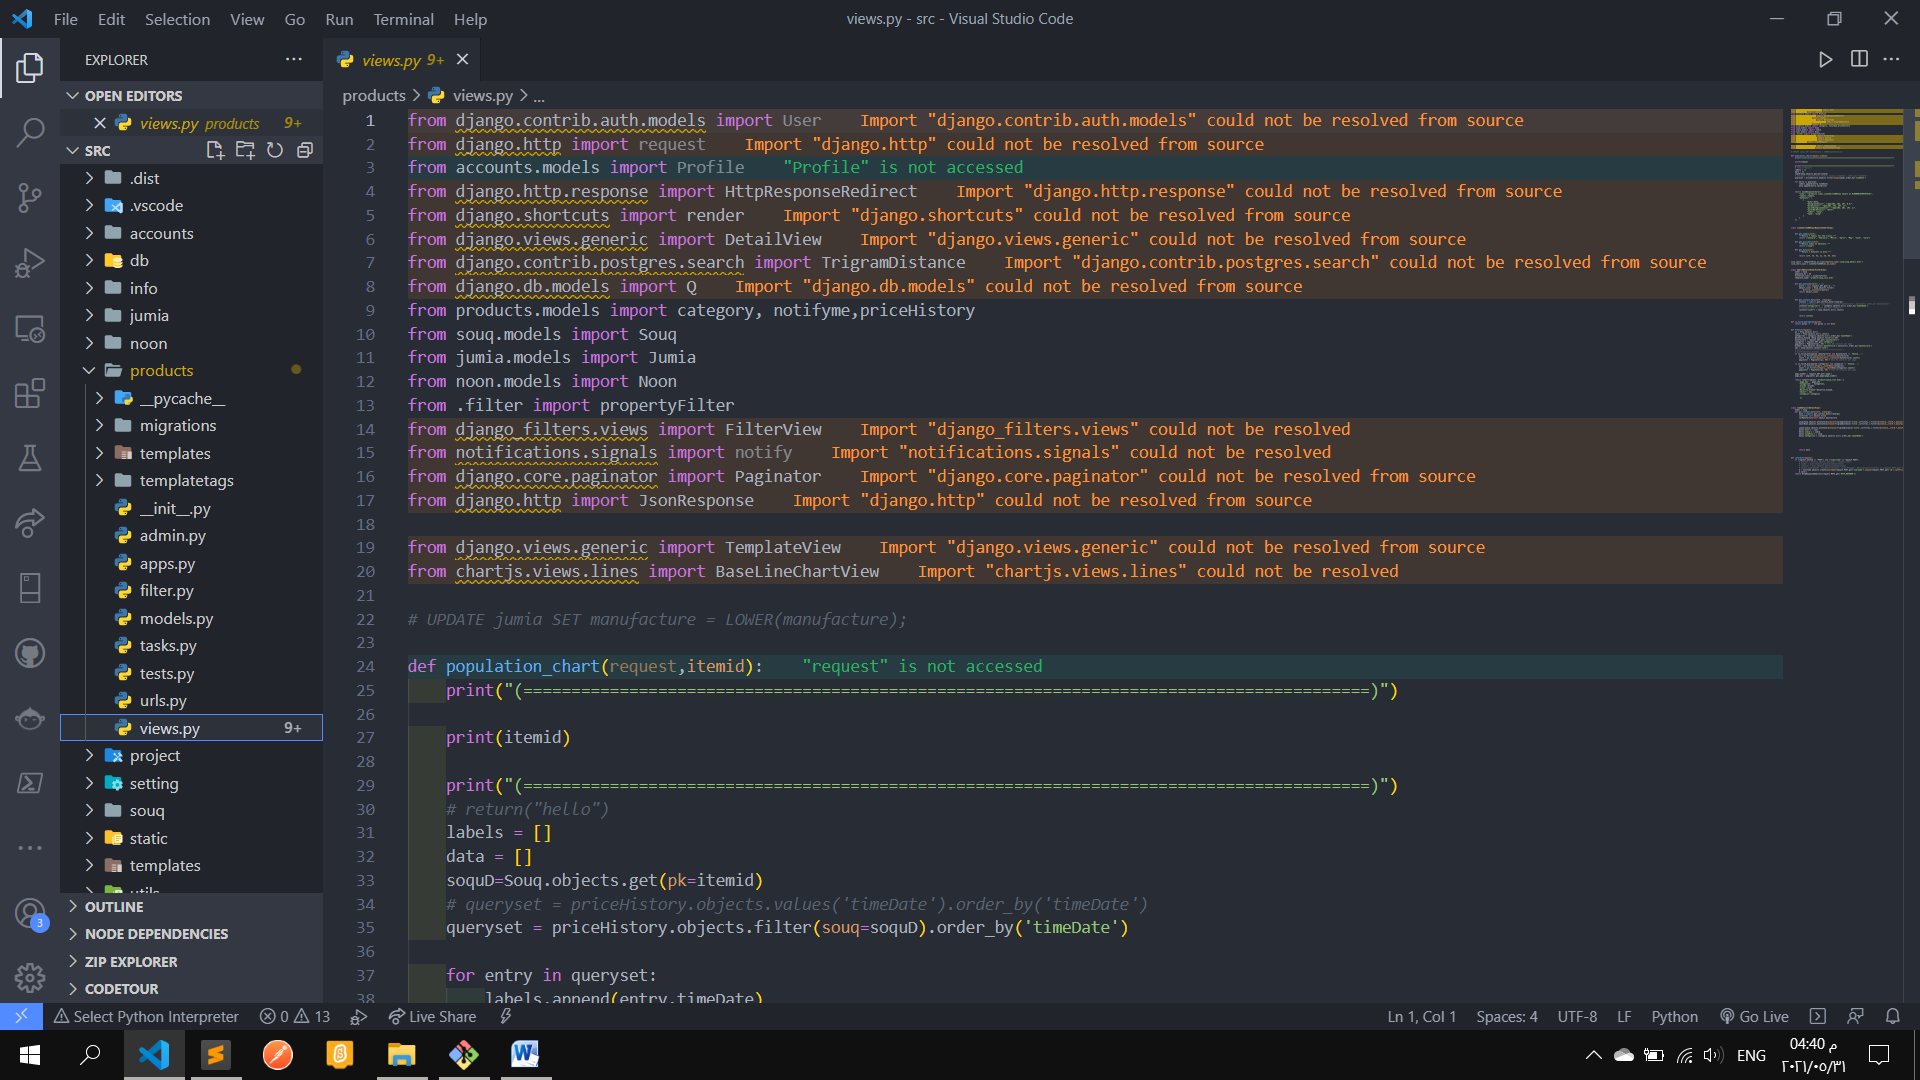 File Edit Selection View Go Run Terminal Help
views.py - src - Visual Studio Code
EXPLORER
OPEN EDITORS
views.py products 9+
SRC
.dist
.vscode
accounts
db
info
jumia
noon
products
__pycache__
migrations
templates
templatetags
__init__.py
admin.py
apps.py
filter.py
models.py
tasks.py
tests.py
urls.py
views.py 9+
project
setting
souq
static
templates
utils
OUTLINE
NODE DEPENDENCIES
ZIP EXPLORER
CODETOUR
views.py 9+
products > views.py > ...
1 from django.contrib.auth.models import User Import "django.contrib.auth.models" could not be resolved from source
2 from django.http import request Import "django.http" could not be resolved from source
3 from accounts.models import Profile "Profile" is not accessed
4 from django.http.response import HttpResponseRedirect Import "django.http.response" could not be resolved from source
5 from django.shortcuts import render Import "django.shortcuts" could not be resolved from source
6 from django.views.generic import DetailView Import "django.views.generic" could not be resolved from source
7 from django.contrib.postgres.search import TrigramDistance Import "django.contrib.postgres.search" could not be resolved from source
8 from django.db.models import Q Import "django.db.models" could not be resolved from source
9 from products.models import category, notifyme,priceHistory
10 from souq.models import Souq
11 from jumia.models import Jumia
12 from noon.models import Noon
13 from .filter import propertyFilter
14 from django_filters.views import FilterView Import "django_filters.views" could not be resolved
15 from notifications.signals import notify Import "notifications.signals" could not be resolved
16 from django.core.paginator import Paginator Import "django.core.paginator" could not be resolved from source
17 from django.http import JsonResponse Import "django.http" could not be resolved from source
18
19 from django.views.generic import TemplateView Import "django.views.generic" could not be resolved from source
20 from chartjs.views.lines import BaseLineChartView Import "chartjs.views.lines" could not be resolved
21
22 # UPDATE jumia SET manufacture = LOWER(manufacture);
23
24 def population_chart(request,itemid): "request" is not accessed
25 print("(========================================================================================)")
26
27 print(itemid)
28
29 print("(========================================================================================)")
30 # return("hello")
31 labels = []
32 data = []
33 soquD=Souq.objects.get(pk=itemid)
34 # queryset = priceHistory.objects.values('timeDate').order_by('timeDate')
35 queryset = priceHistory.objects.filter(souq=soquD).order_by('timeDate')
36
37 for entry in queryset:
38 labels.append(entry.timeDate)
3
Select Python Interpreter 0 13 Live Share
Ln 1, Col 1 Spaces: 4 UTF-8 LF Python Go Live
ENG
04:40 م
٢٠٢١/٠٥/٣١